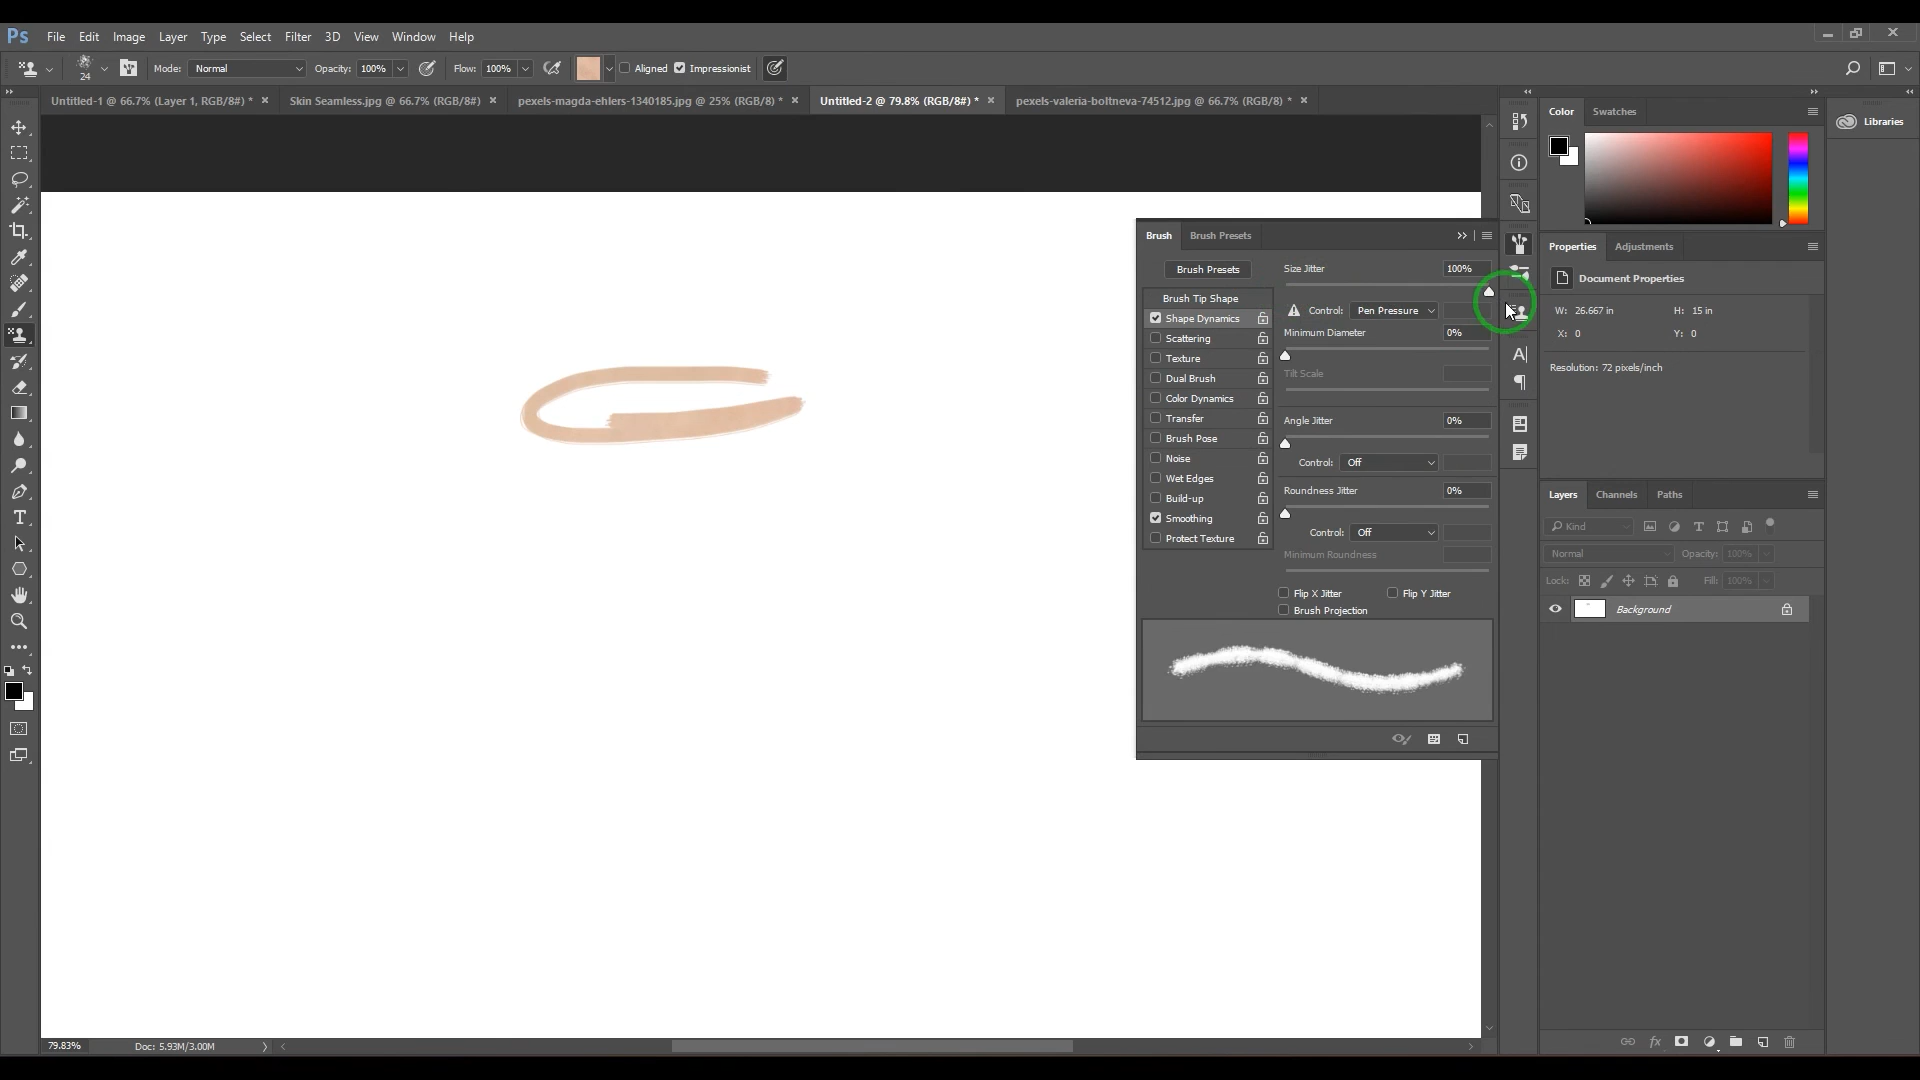 Ps File Edit Image Layer Type Select Filter 3D View Window Help
24 Mode: Normal Opacity: 100% Flow: 100% Aligned Impressionist
Untitled-1 @ 66.7% (Layer 1, RGB/8#) * × Skin Seamless.jpg @ 66.7% (RGB/8#) × pexels-magda-ehlers-1340185.jpg @ 25% (RGB/8) * × Untitled-2 @ 79.8% (RGB/8#) * × pexels-valeria-boltneva-74512.jpg @ 66.7% (RGB/8) * ×
Color Swatches
Libraries
Brush Brush Presets
Brush Presets
Brush Tip Shape
Shape Dynamics
Scattering
Texture
Dual Brush
Color Dynamics
Transfer
Brush Pose
Noise
Wet Edges
Build-up
Smoothing
Protect Texture
Size Jitter 100%
Control: Pen Pressure
Minimum Diameter 0%
Tilt Scale
Angle Jitter 0%
Control: Off
Roundness Jitter 0%
Control: Off
Minimum Roundness
Flip X Jitter Flip Y Jitter
Brush Projection
Properties Adjustments
Document Properties
W: 26.667 in H: 15 in
X: 0 Y: 0
Resolution: 72 pixels/inch
Layers Channels Paths
Kind
Normal Opacity: 100%
Lock: Fill: 100%
Background
79.83% Doc: 5.93M/3.00M